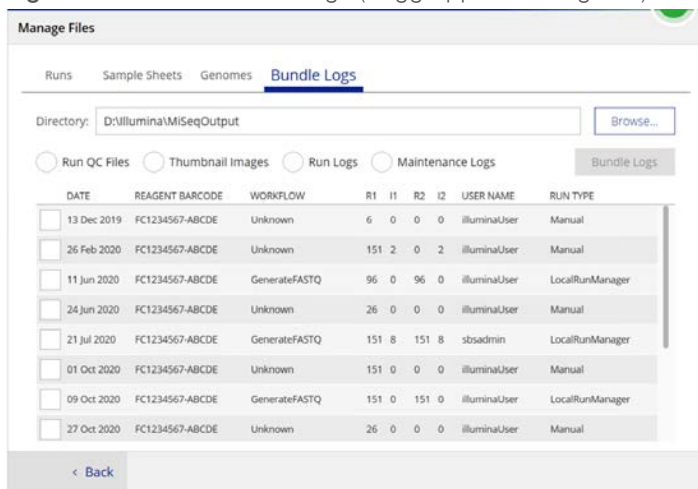 Manage Files
Runs Sample Sheets Genomes Bundle Logs
Directory: D:\Illumina\MiSeqOutput Browse...
Run QC Files Thumbnail Images Run Logs Maintenance Logs Bundle Logs
DATE REAGENT BARCODE WORKFLOW R1 I1 R2 I2 USER NAME RUN TYPE
13 Dec 2019 FC1234567-ABCDE Unknown 6 0 0 0 illuminaUser Manual
26 Feb 2020 FC1234567-ABCDE Unknown 151 2 0 2 illuminaUser Manual
11 Jun 2020 FC1234567-ABCDE GenerateFASTQ 96 0 96 0 illuminaUser LocalRunManager
24 Jun 2020 FC1234567-ABCDE Unknown 26 0 0 0 illuminaUser Manual
21 Jul 2020 FC1234567-ABCDE GenerateFASTQ 151 8 151 8 sbsadmin LocalRunManager
01 Oct 2020 FC1234567-ABCDE Unknown 151 0 0 0 illuminaUser Manual
09 Oct 2020 FC1234567-ABCDE GenerateFASTQ 151 0 151 0 illuminaUser LocalRunManager
27 Oct 2020 FC1234567-ABCDE Unknown 26 0 0 0 illuminaUser Manual
< Back